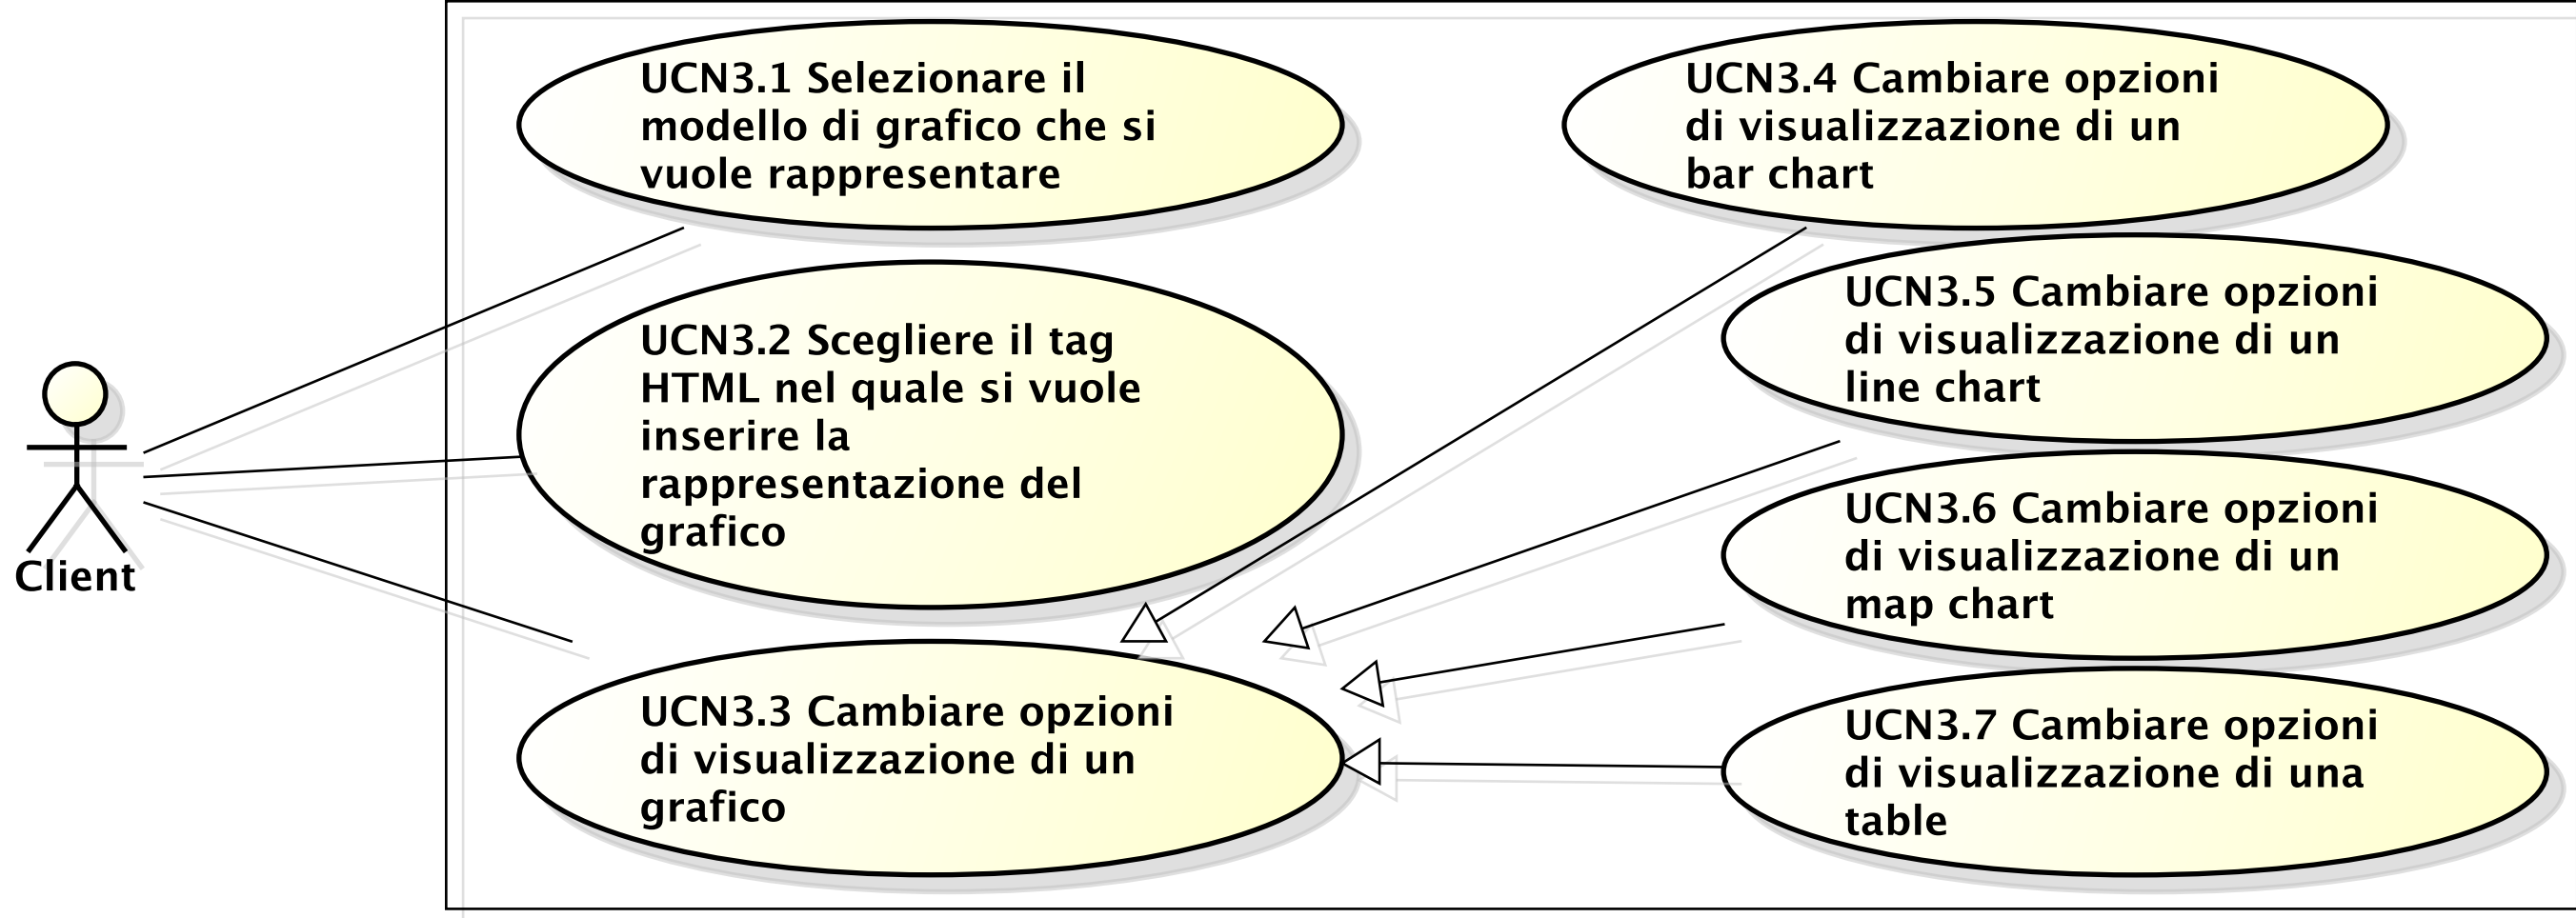 UCN3.1 Selezionare il
modello di grafico che si
vuole rappresentare
UCN3.2 Scegliere il tag
HTML nel quale si vuole
inserire la
rappresentazione del
grafico
UCN3.3 Cambiare opzioni
di visualizzazione di un
grafico
UCN3.4 Cambiare opzioni
di visualizzazione di un
bar chart
UCN3.5 Cambiare opzioni
di visualizzazione di un
line chart
UCN3.6 Cambiare opzioni
di visualizzazione di un
map chart
UCN3.7 Cambiare opzioni
di visualizzazione di una
table
Client